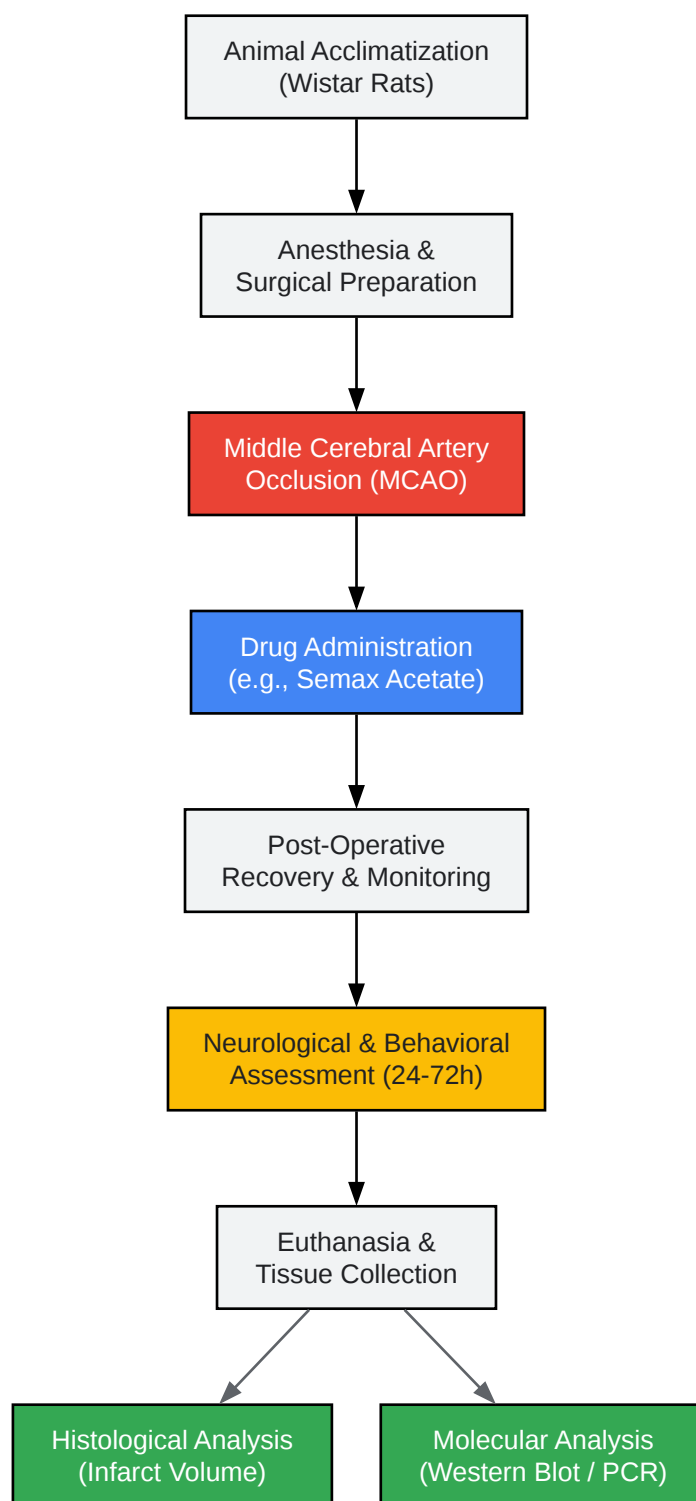 Animal Acclimatization
(Wistar Rats)
Anesthesia &
Surgical Preparation
Middle Cerebral Artery
Occlusion (MCAO)
Drug Administration
(e.g., Semax Acetate)
Post-Operative
Recovery & Monitoring
Neurological & Behavioral
Assessment (24-72h)
Euthanasia &
Tissue Collection
Histological Analysis
(Infarct Volume)
Molecular Analysis
(Western Blot / PCR)